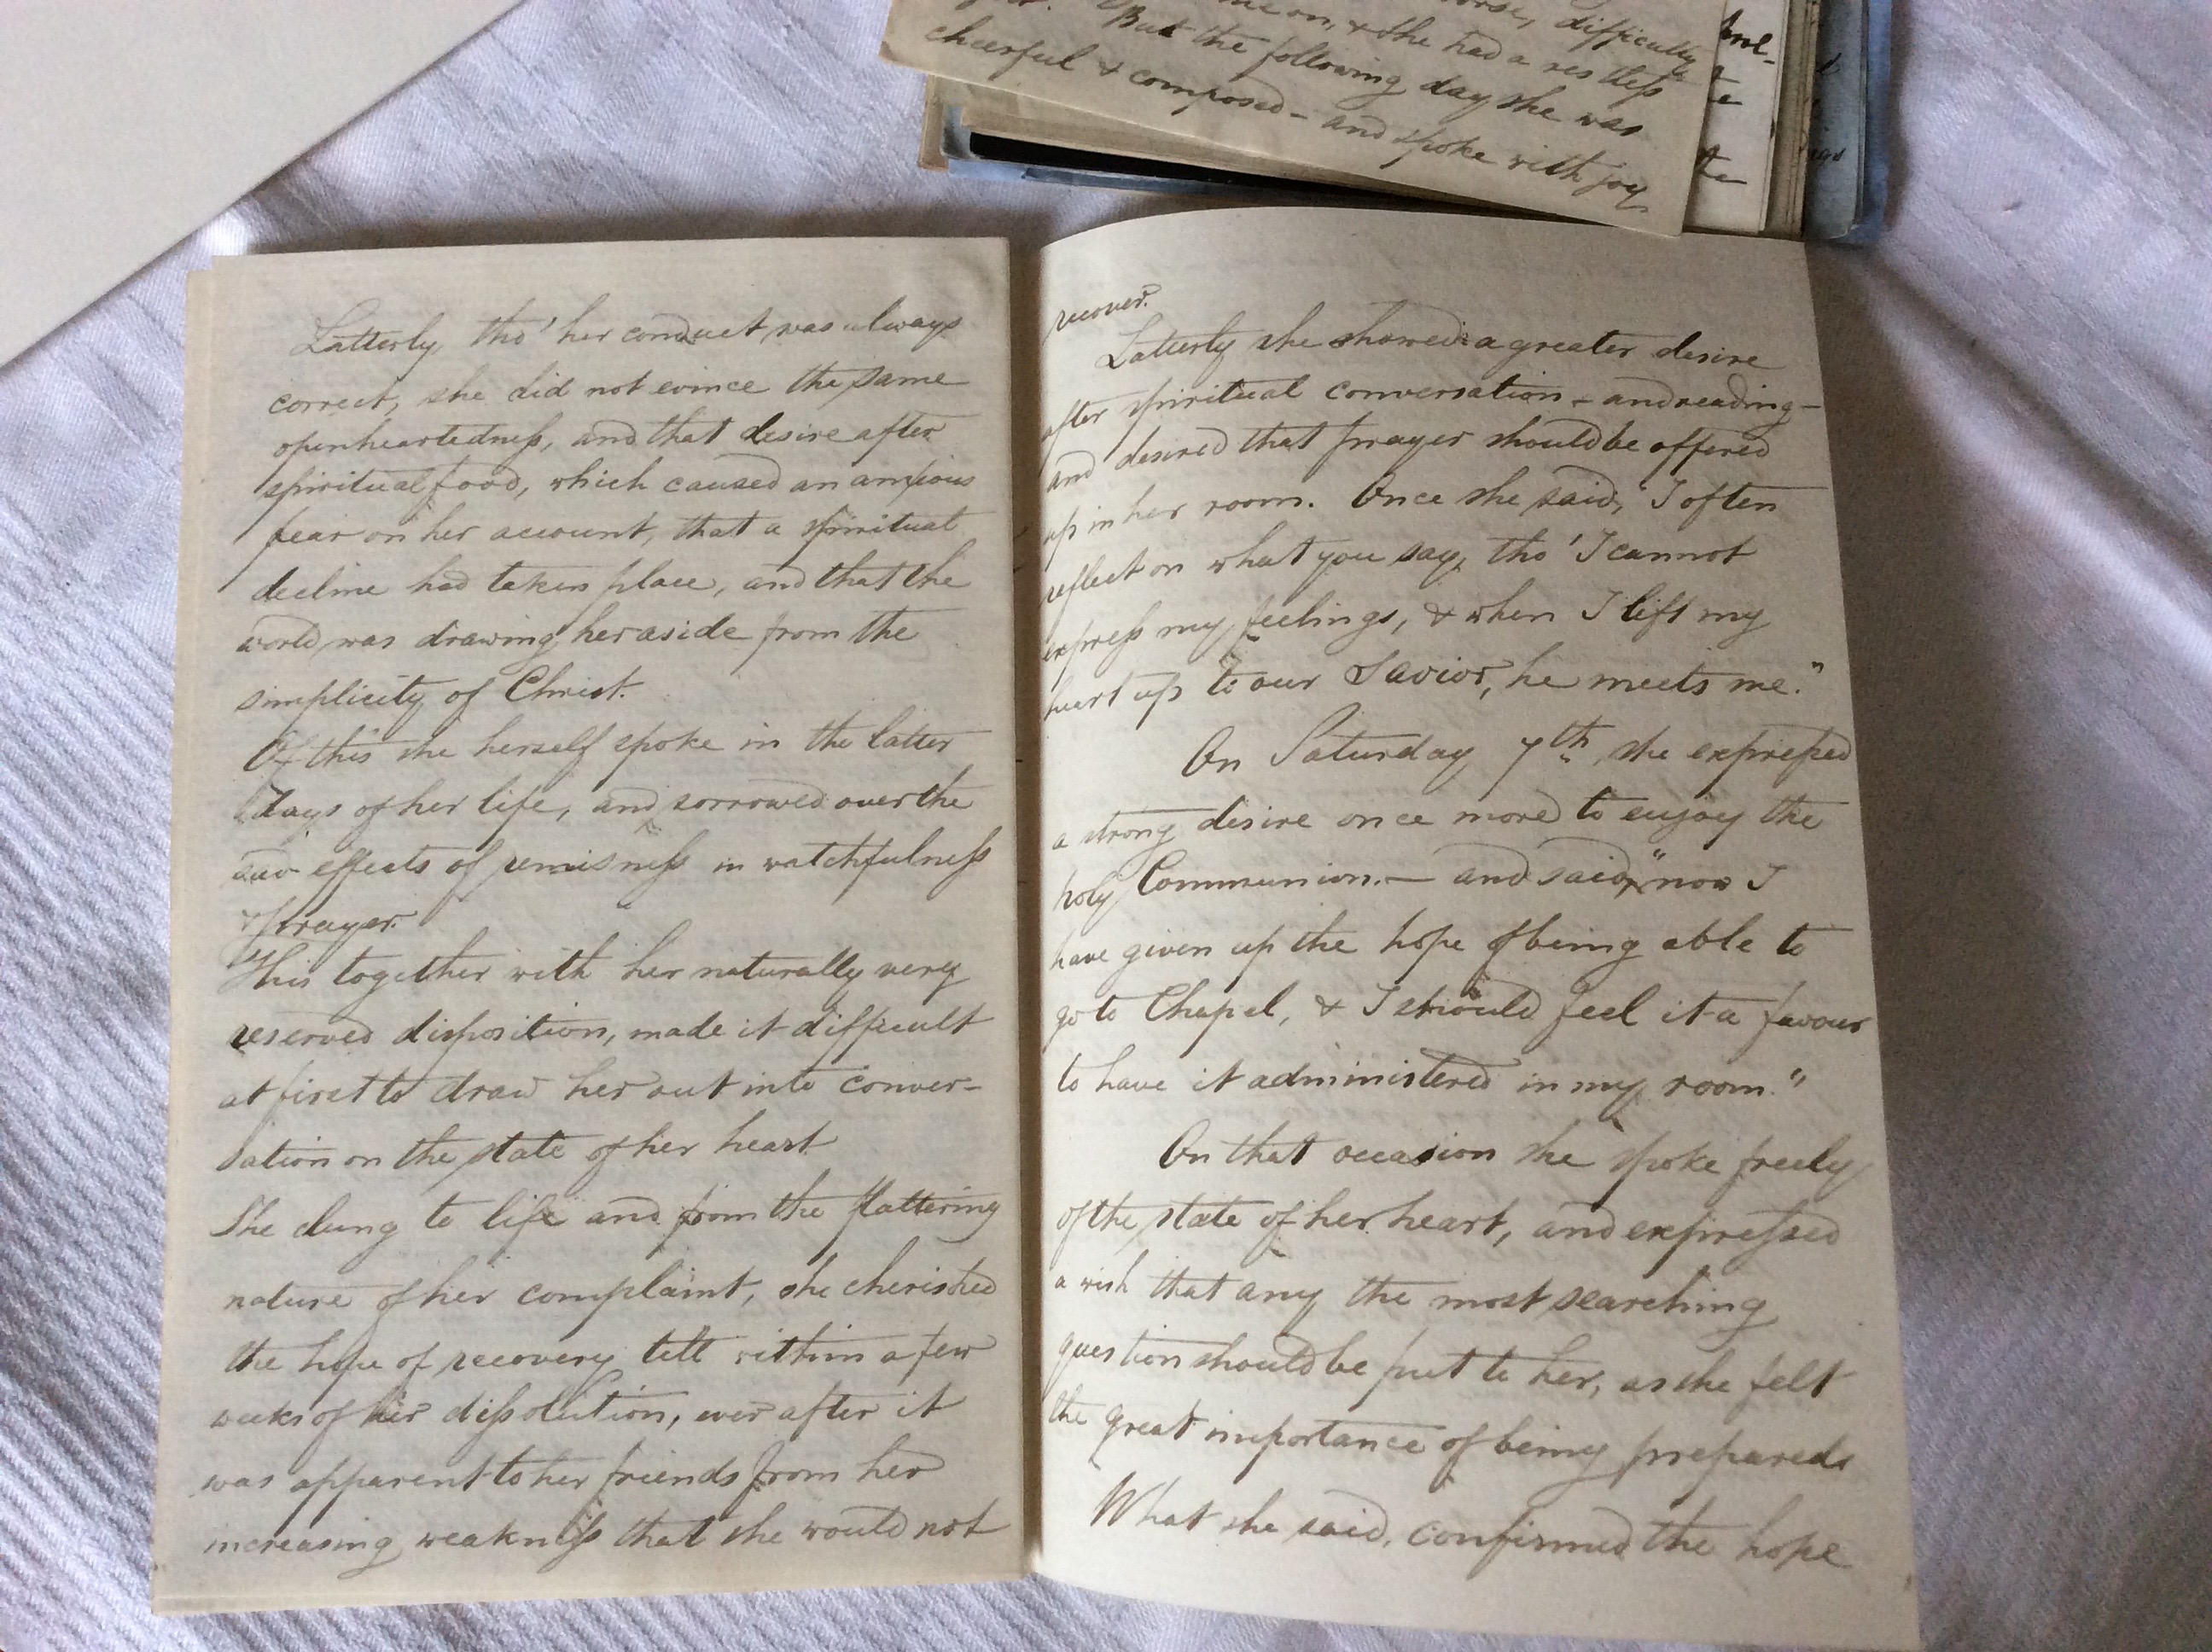 worse, difficulty
on, & she had a restless
But the following day she was
cheerful & composed – and spoke with joy
Latterly, tho' her conduct, was always
correct, she did not evince the same
openheartedness, and that desire after
spiritual food, which caused an anxious
fear on her account, that a spiritual
decline had taken place, and that the
world was drawing her aside from the
simplicity of Christ.
Of this she herself spoke in the latter
days of her life, and sorrowed over the
sad effects of remisness in watchfulness
& prayer.
This together with her naturally very
reserved disposition, made it difficult
at first to draw her out into conver-
sation on the state of her heart
She clung to life and from the flattering
nature of her complaint, she cherished
the hope of recovery till within a few
weeks of her dissolution, ever after it
was apparent to her friends from her
increasing weakness that she would not
recover.
Latterly she showed a greater desire
after spiritual conversation – and reading –
and desired that prayer should be offered
up in her room. Once she said, "I often
reflect on what you say, tho' I cannot
express my feelings, & when I lift my
heart up to our Savior, he meets me."
On Saturday 7th, she expressed
a strong desire once more to enjoy the
holy Communion. — and said, "now I
have given up the hope of being able to
go to Chapel, & I should feel it a favour
to have it administered in my room."
On that occasion she spoke freely
of the state of her heart, and expressed
a wish that any the most searching
question should be put to her, as she felt
the great importance of being prepared.
What she said, confirmed the hope